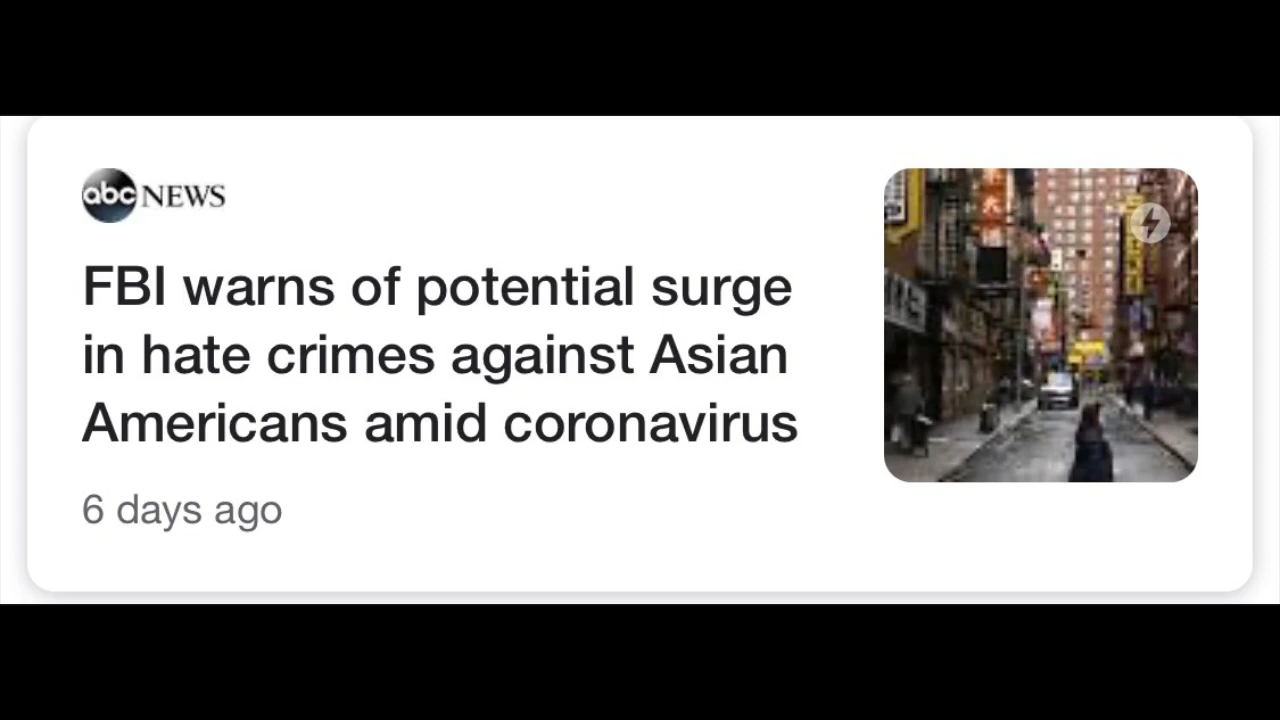 abc NEWS
FBI warns of potential surge
in hate crimes against Asian
Americans amid coronavirus
6 days ago